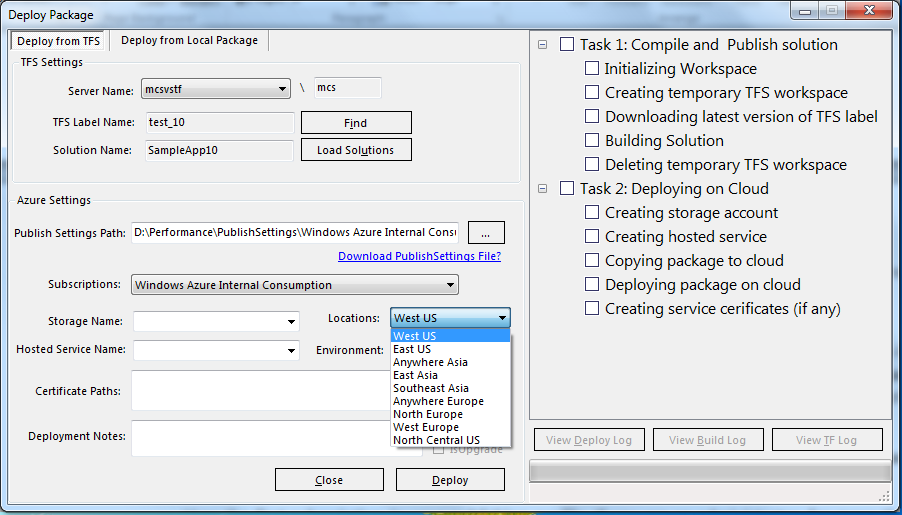 Deploy Package
Deploy from TFS
Deploy from Local Package
TFS Settings
Server Name: mcsvstf \ mcs
TFS Label Name: test_10 Find
Solution Name: SampleApp10 Load Solutions
Azure Settings
Publish Settings Path: D:\Performance\PublishSettings\Windows Azure Internal Consu ...
Download PublishSettings File?
Subscriptions: Windows Azure Internal Consumption
Storage Name: Locations: West US
Hosted Service Name: Environment:
West US
East US
Anywhere Asia
East Asia
Southeast Asia
Anywhere Europe
North Europe
West Europe
North Central US
Certificate Paths:
Deployment Notes:
IsUpgrade
Close Deploy
Task 1: Compile and Publish solution
Initializing Workspace
Creating temporary TFS workspace
Downloading latest version of TFS label
Building Solution
Deleting temporary TFS workspace
Task 2: Deploying on Cloud
Creating storage account
Creating hosted service
Copying package to cloud
Deploying package on cloud
Creating service cerificates (if any)
View Deploy Log View Build Log View TF Log